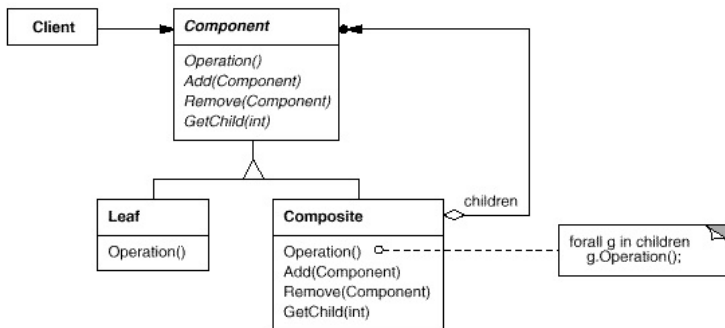 Client
Component
Operation()
Add(Component)
Remove(Component)
GetChild(int)
Leaf
Operation()
children
Composite
Operation()
Add(Component)
Remove(Component)
GetChild(int)
forall g in children
g.Operation();